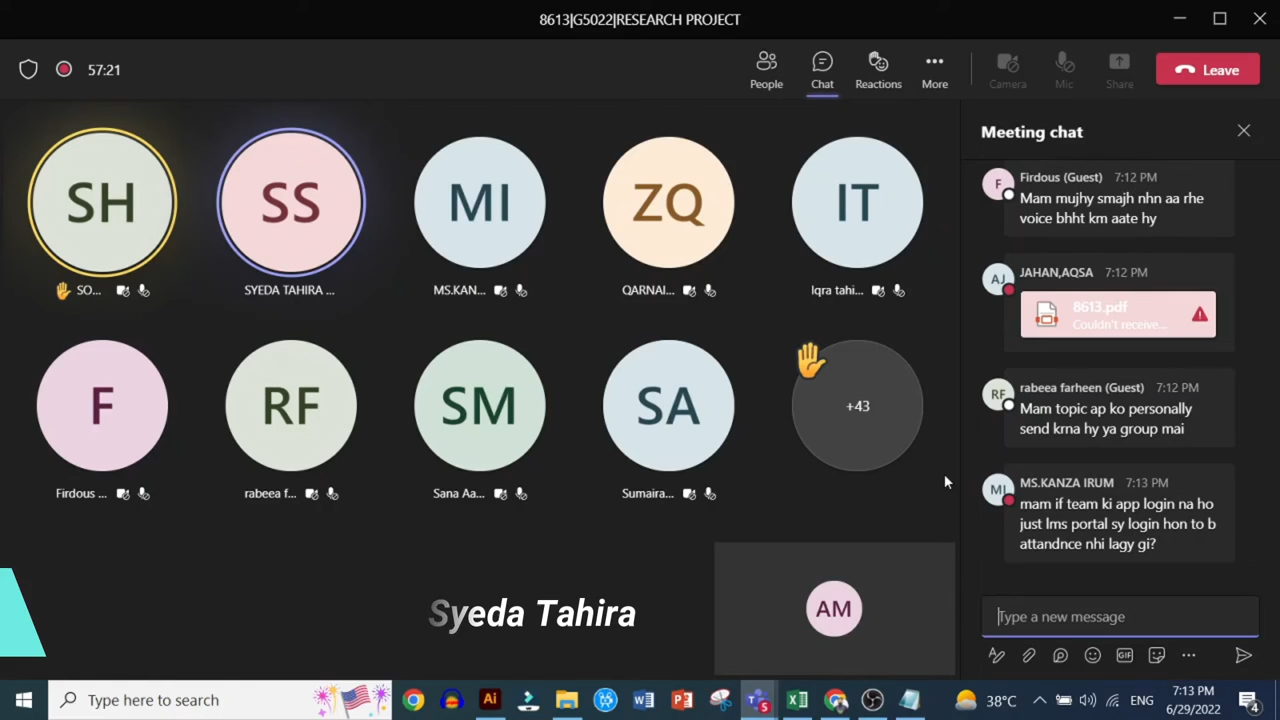 8613|G5022|RESEARCH PROJECT
57:21
People
Chat
Reactions
More
Camera
Mic
Share
Leave
SH
SS
MI
ZQ
IT
SO...
SYEDA TAHIRA ...
MS.KAN...
QARNAI...
Iqra tahi...
F
RF
SM
SA
+43
Firdous ...
rabeea f...
Sana Aa...
Sumaira...
AM
Syeda Tahira
Meeting chat
F
Firdous (Guest) 7:12 PM
Mam mujhy smajh nhn aa rhe
voice bhht km aate hy
AJ
JAHAN,AQSA 7:12 PM
8613.pdf
Couldn't receive...
RF
rabeea farheen (Guest) 7:12 PM
Mam topic ap ko personally
send krna hy ya group mai
MI
MS.KANZA IRUM 7:13 PM
mam if team ki app login na ho
just lms portal sy login hon to b
attandnce nhi lagy gi?
Type a new message
GIF
Type here to search
Ai
38°C
ENG
7:13 PM
6/29/2022
4